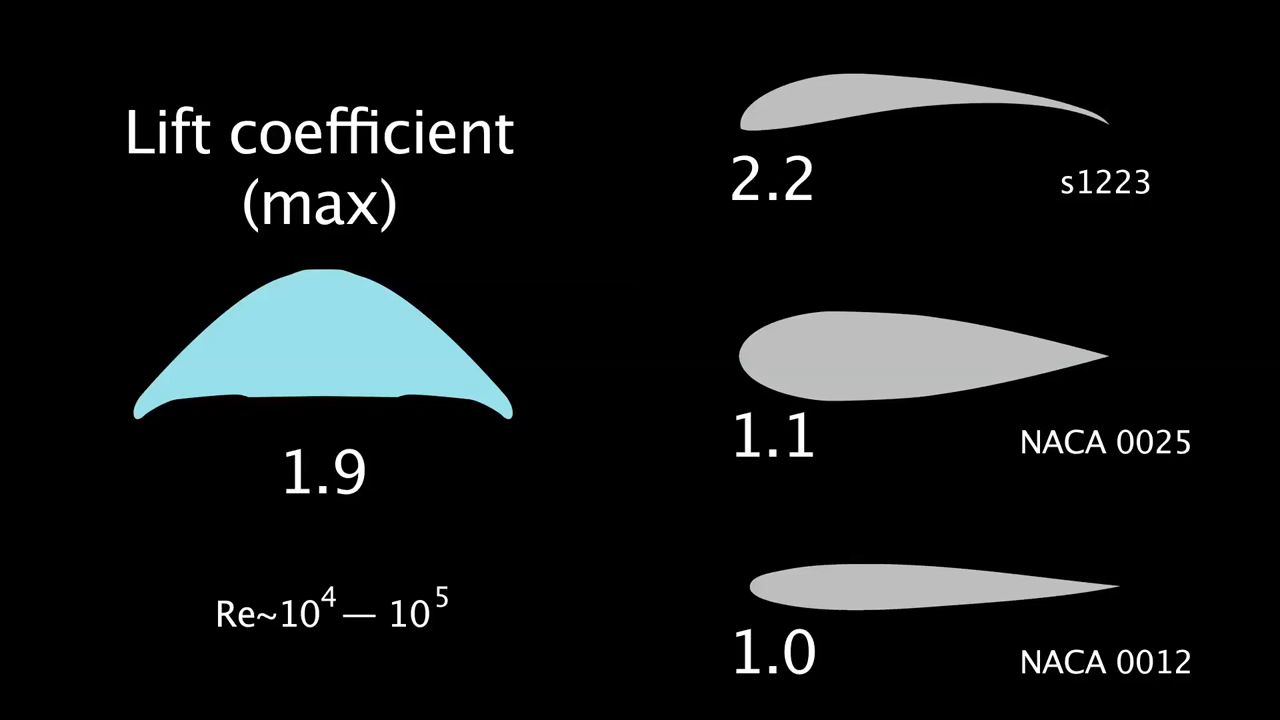 Lift coefficient
(max)
1.9
Re~10⁴ — 10⁵
2.2
s1223
1.1
NACA 0025
1.0
NACA 0012